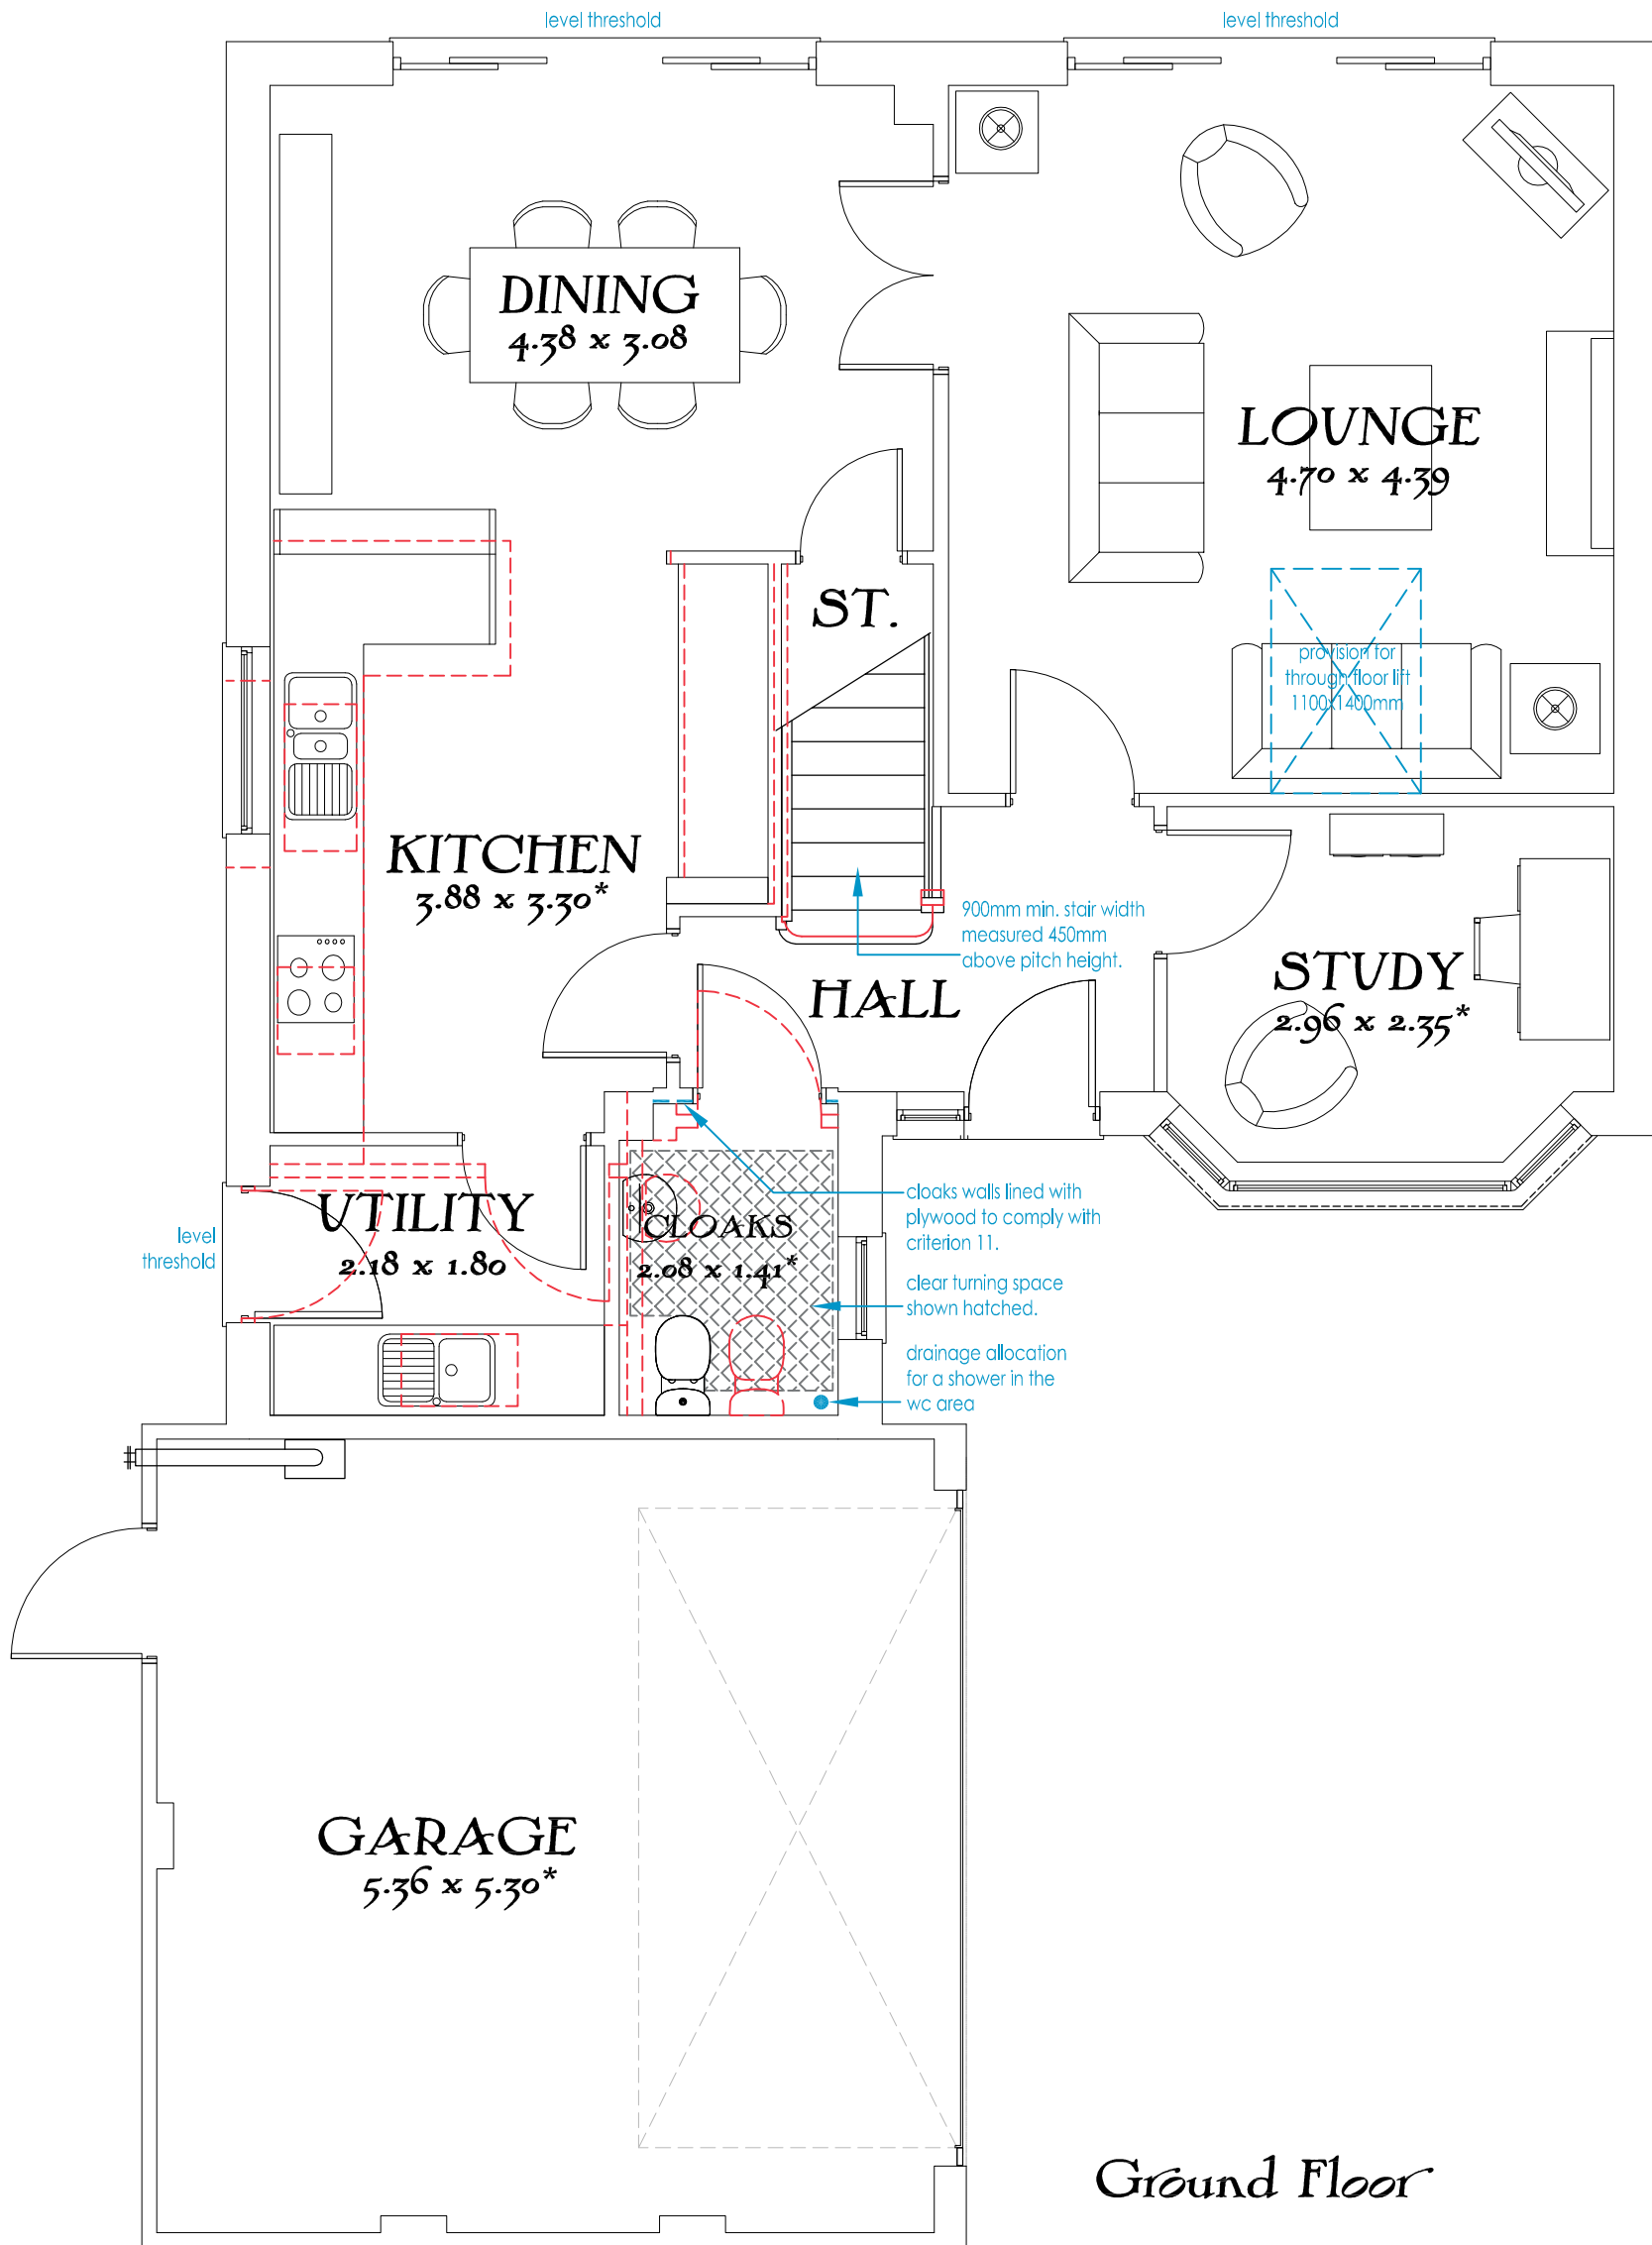 level threshold
level threshold
DINING
4.38 x 3.08
LOUNGE
4.70 x 4.39
ST.
provision for
through floor lift
1100x1400mm
KITCHEN
3.88 x 3.30*
900mm min. stair width
measured 450mm
above pitch height.
HALL
STUDY
2.96 x 2.35*
UTILITY
2.18 x 1.80
level
threshold
CLOAKS
2.08 x 1.41*
cloaks walls lined with
plywood to comply with
criterion 11.
clear turning space
shown hatched.
drainage allocation
for a shower in the
wc area
GARAGE
5.36 x 5.30*
Ground Floor